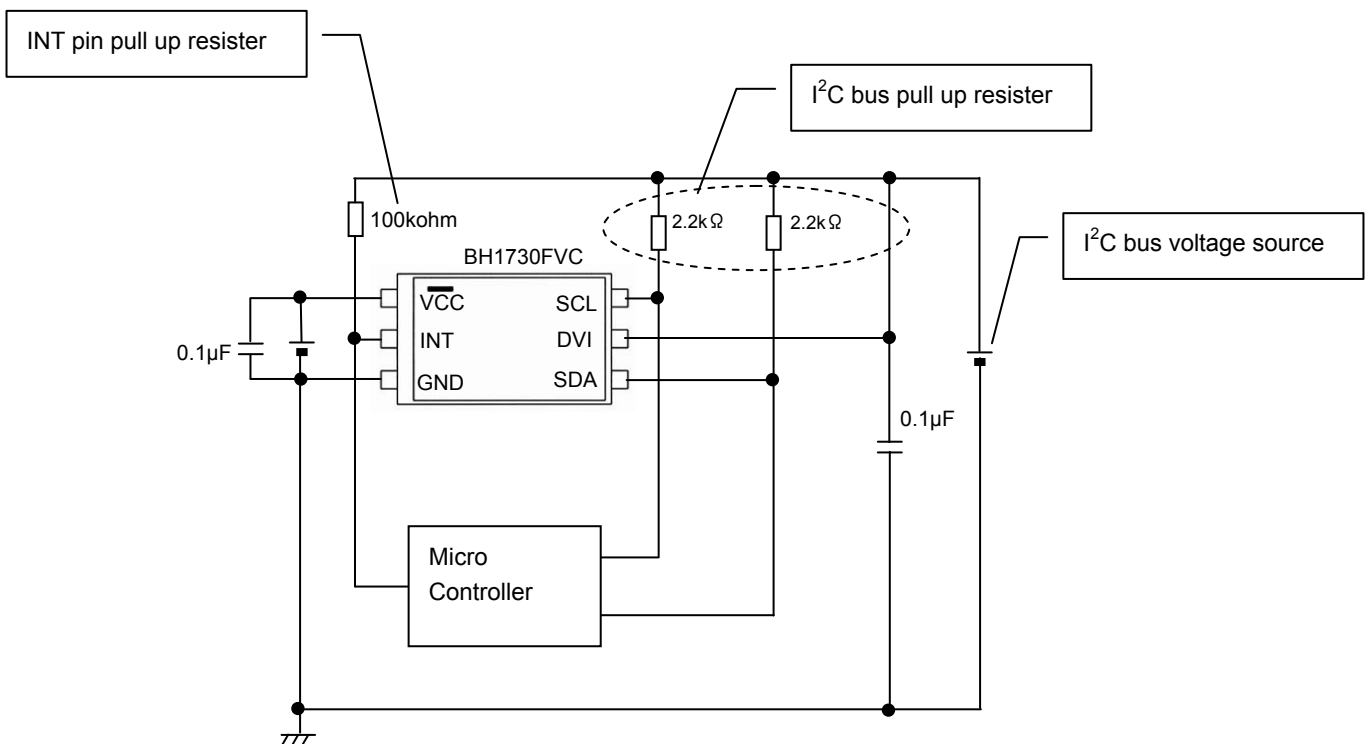 INT pin pull up resister
I²C bus pull up resister
100kohm
2.2kΩ
2.2kΩ
I²C bus voltage source
BH1730FVC
VCC
SCL
0.1µF
INT
DVI
GND
SDA
0.1µF
Micro
Controller